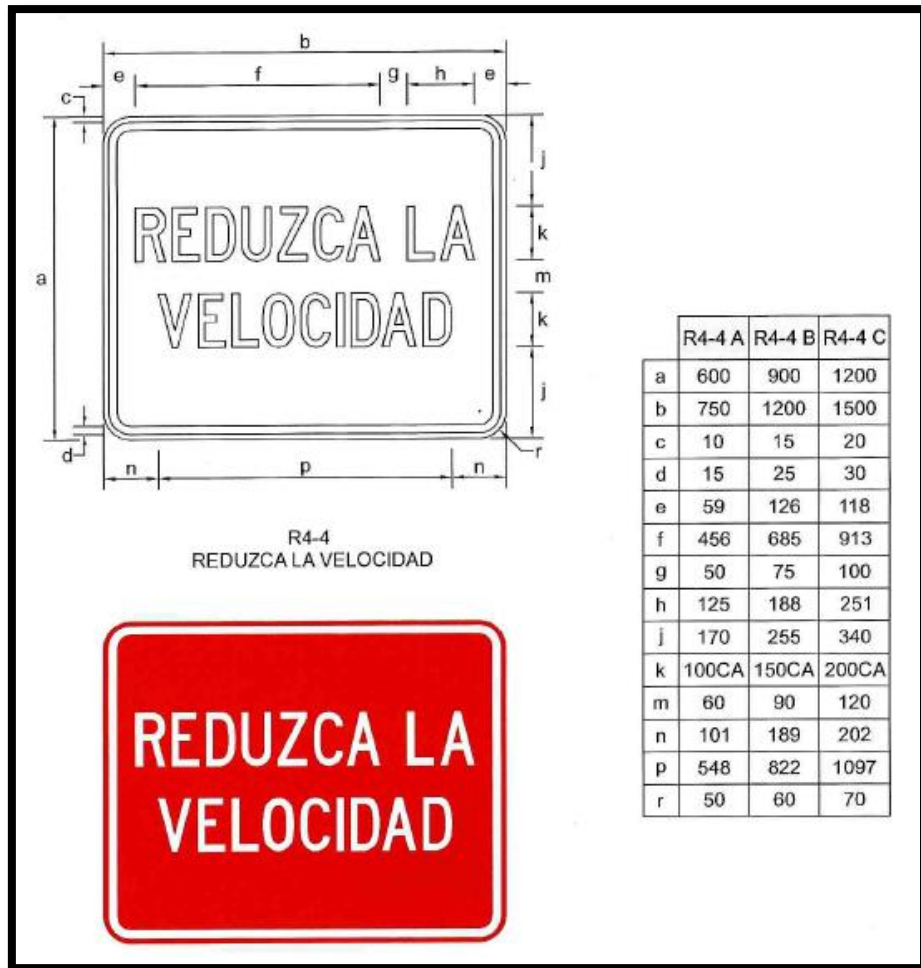 b
e f g h e
c
j
REDUZCA LA
k
a
m
VELOCIDAD
k
j
d
r
n p n
R4-4
REDUZCA LA VELOCIDAD
REDUZCA LA
VELOCIDAD
R4-4 A R4-4 B R4-4 C
a 600 900 1200
b 750 1200 1500
c 10 15 20
d 15 25 30
e 59 126 118
f 456 685 913
g 50 75 100
h 125 188 251
j 170 255 340
k 100CA 150CA 200CA
m 60 90 120
n 101 189 202
p 548 822 1097
r 50 60 70